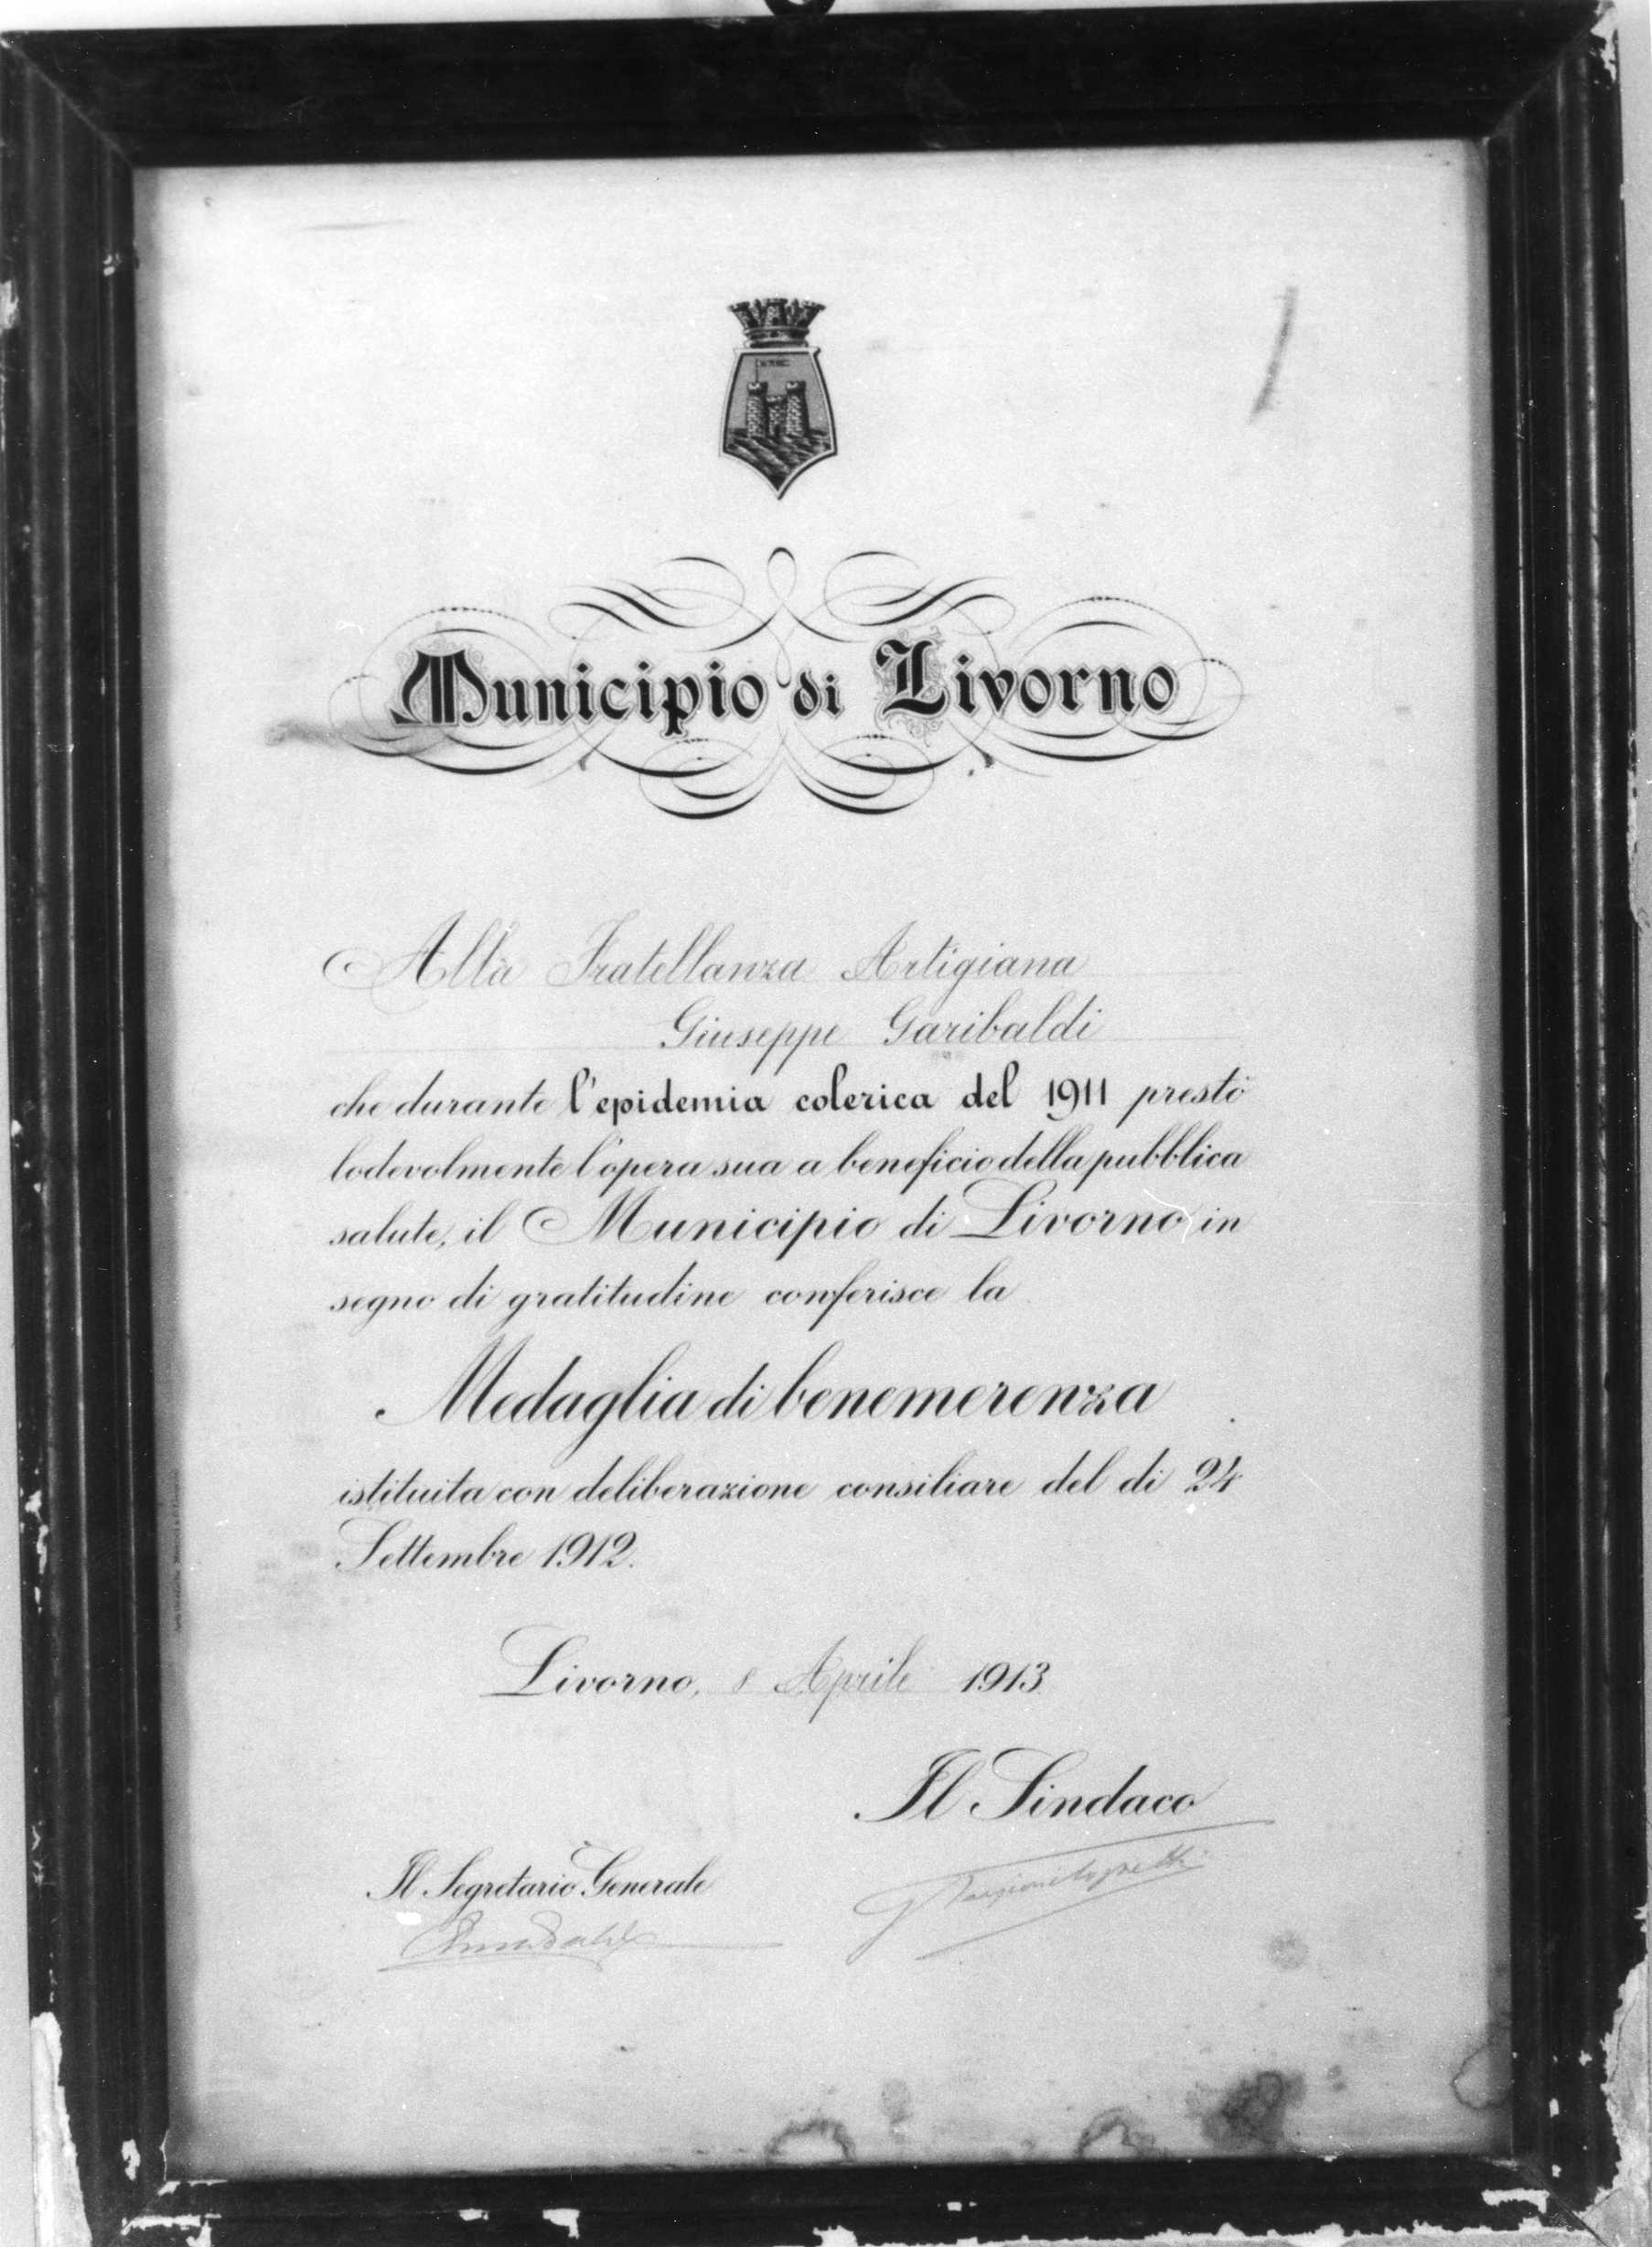 Municipio di Livorno
Alla Fratellanza Artigiana
Giuseppe Garibaldi
che durante l'epidemia colerica del 1911 prestò
lodevolmente l'opera sua a beneficio della pubblica
salute, il Municipio di Livorno in
segno di gratitudine conferisce la
Medaglia di benemerenza
istituita con deliberazione consiliare del dì 24
Settembre 1912.
Livorno, 8 Aprile 1913
Il Sindaco
Il Segretario Generale